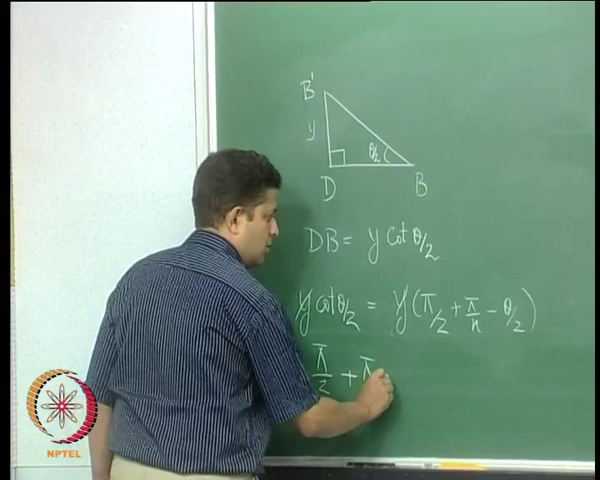 B'
y
θ/2
D B
DB = y cot θ/2
y cot θ/2 = y(π/2 + π/n - θ/2)
π/2 + π
NPTEL